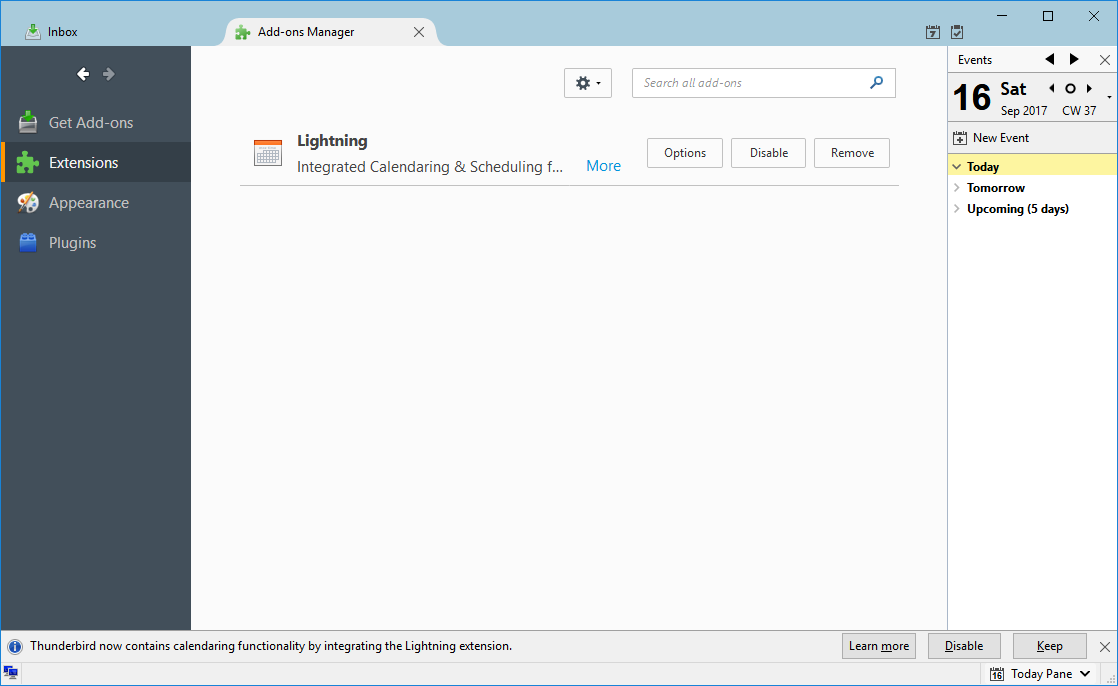 Inbox
Add-ons Manager
7
Events
Search all add-ons
16
Sat
Sep 2017
CW 37
Get Add-ons
Extensions
Appearance
Plugins
Lightning
Integrated Calendaring & Scheduling f...
More
Options
Disable
Remove
New Event
Today
Tomorrow
Upcoming (5 days)
Thunderbird now contains calendaring functionality by integrating the Lightning extension.
Learn more
Disable
Keep
16
Today Pane